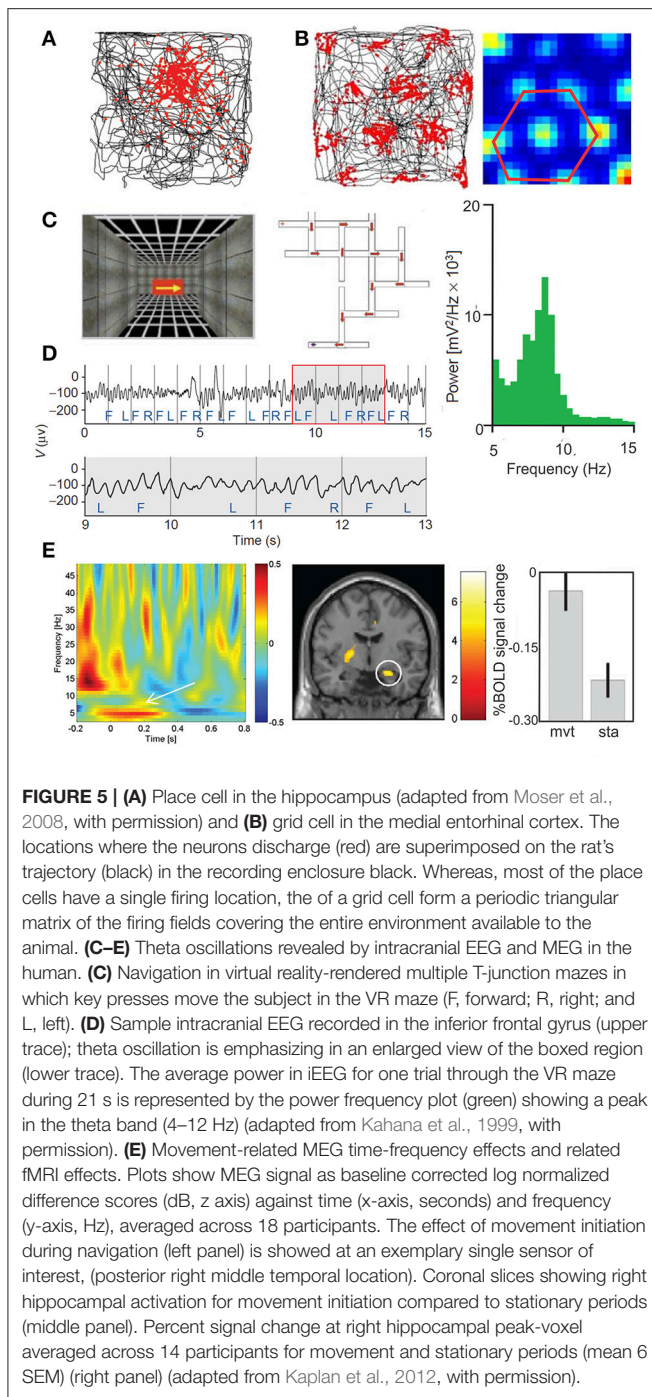 A
B
C
20
10
0
Power [mV²/Hz × 10³]
5
10
15
Frequency (Hz)
D
V (μv)
0
−100
−200
F LF R F L F R F L F L F R F L F L F R F L F R
0 5 10 15
0
−100
−200
L F L F R F L
9 10 11 12 13
Time (s)
E
Frequency [Hz]
45
40
35
30
25
20
15
10
5
-0.2 0 0.2 0.4 0.6 0.8
Time [s]
0.5
0
-0.5
6
4
2
0
%BOLD signal change
0
-0.15
-0.30
mvt sta
FIGURE 5 | (A) Place cell in the hippocampus (adapted from Moser et al.,
2008, with permission) and (B) grid cell in the medial entorhinal cortex. The
locations where the neurons discharge (red) are superimposed on the rat's
trajectory (black) in the recording enclosure black. Whereas, most of the place
cells have a single firing location, the of a grid cell form a periodic triangular
matrix of the firing fields covering the entire environment available to the
animal. (C–E) Theta oscillations revealed by intracranial EEG and MEG in the
human. (C) Navigation in virtual reality-rendered multiple T-junction mazes in
which key presses move the subject in the VR maze (F, forward; R, right; and
L, left). (D) Sample intracranial EEG recorded in the inferior frontal gyrus (upper
trace); theta oscillation is emphasizing in an enlarged view of the boxed region
(lower trace). The average power in iEEG for one trial through the VR maze
during 21 s is represented by the power frequency plot (green) showing a peak
in the theta band (4–12 Hz) (adapted from Kahana et al., 1999, with
permission). (E) Movement-related MEG time-frequency effects and related
fMRI effects. Plots show MEG signal as baseline corrected log normalized
difference scores (dB, z axis) against time (x-axis, seconds) and frequency
(y-axis, Hz), averaged across 18 participants. The effect of movement initiation
during navigation (left panel) is showed at an exemplary single sensor of
interest, (posterior right middle temporal location). Coronal slices showing right
hippocampal activation for movement initiation compared to stationary periods
(middle panel). Percent signal change at right hippocampal peak-voxel
averaged across 14 participants for movement and stationary periods (mean 6
SEM) (right panel) (adapted from Kaplan et al., 2012, with permission).